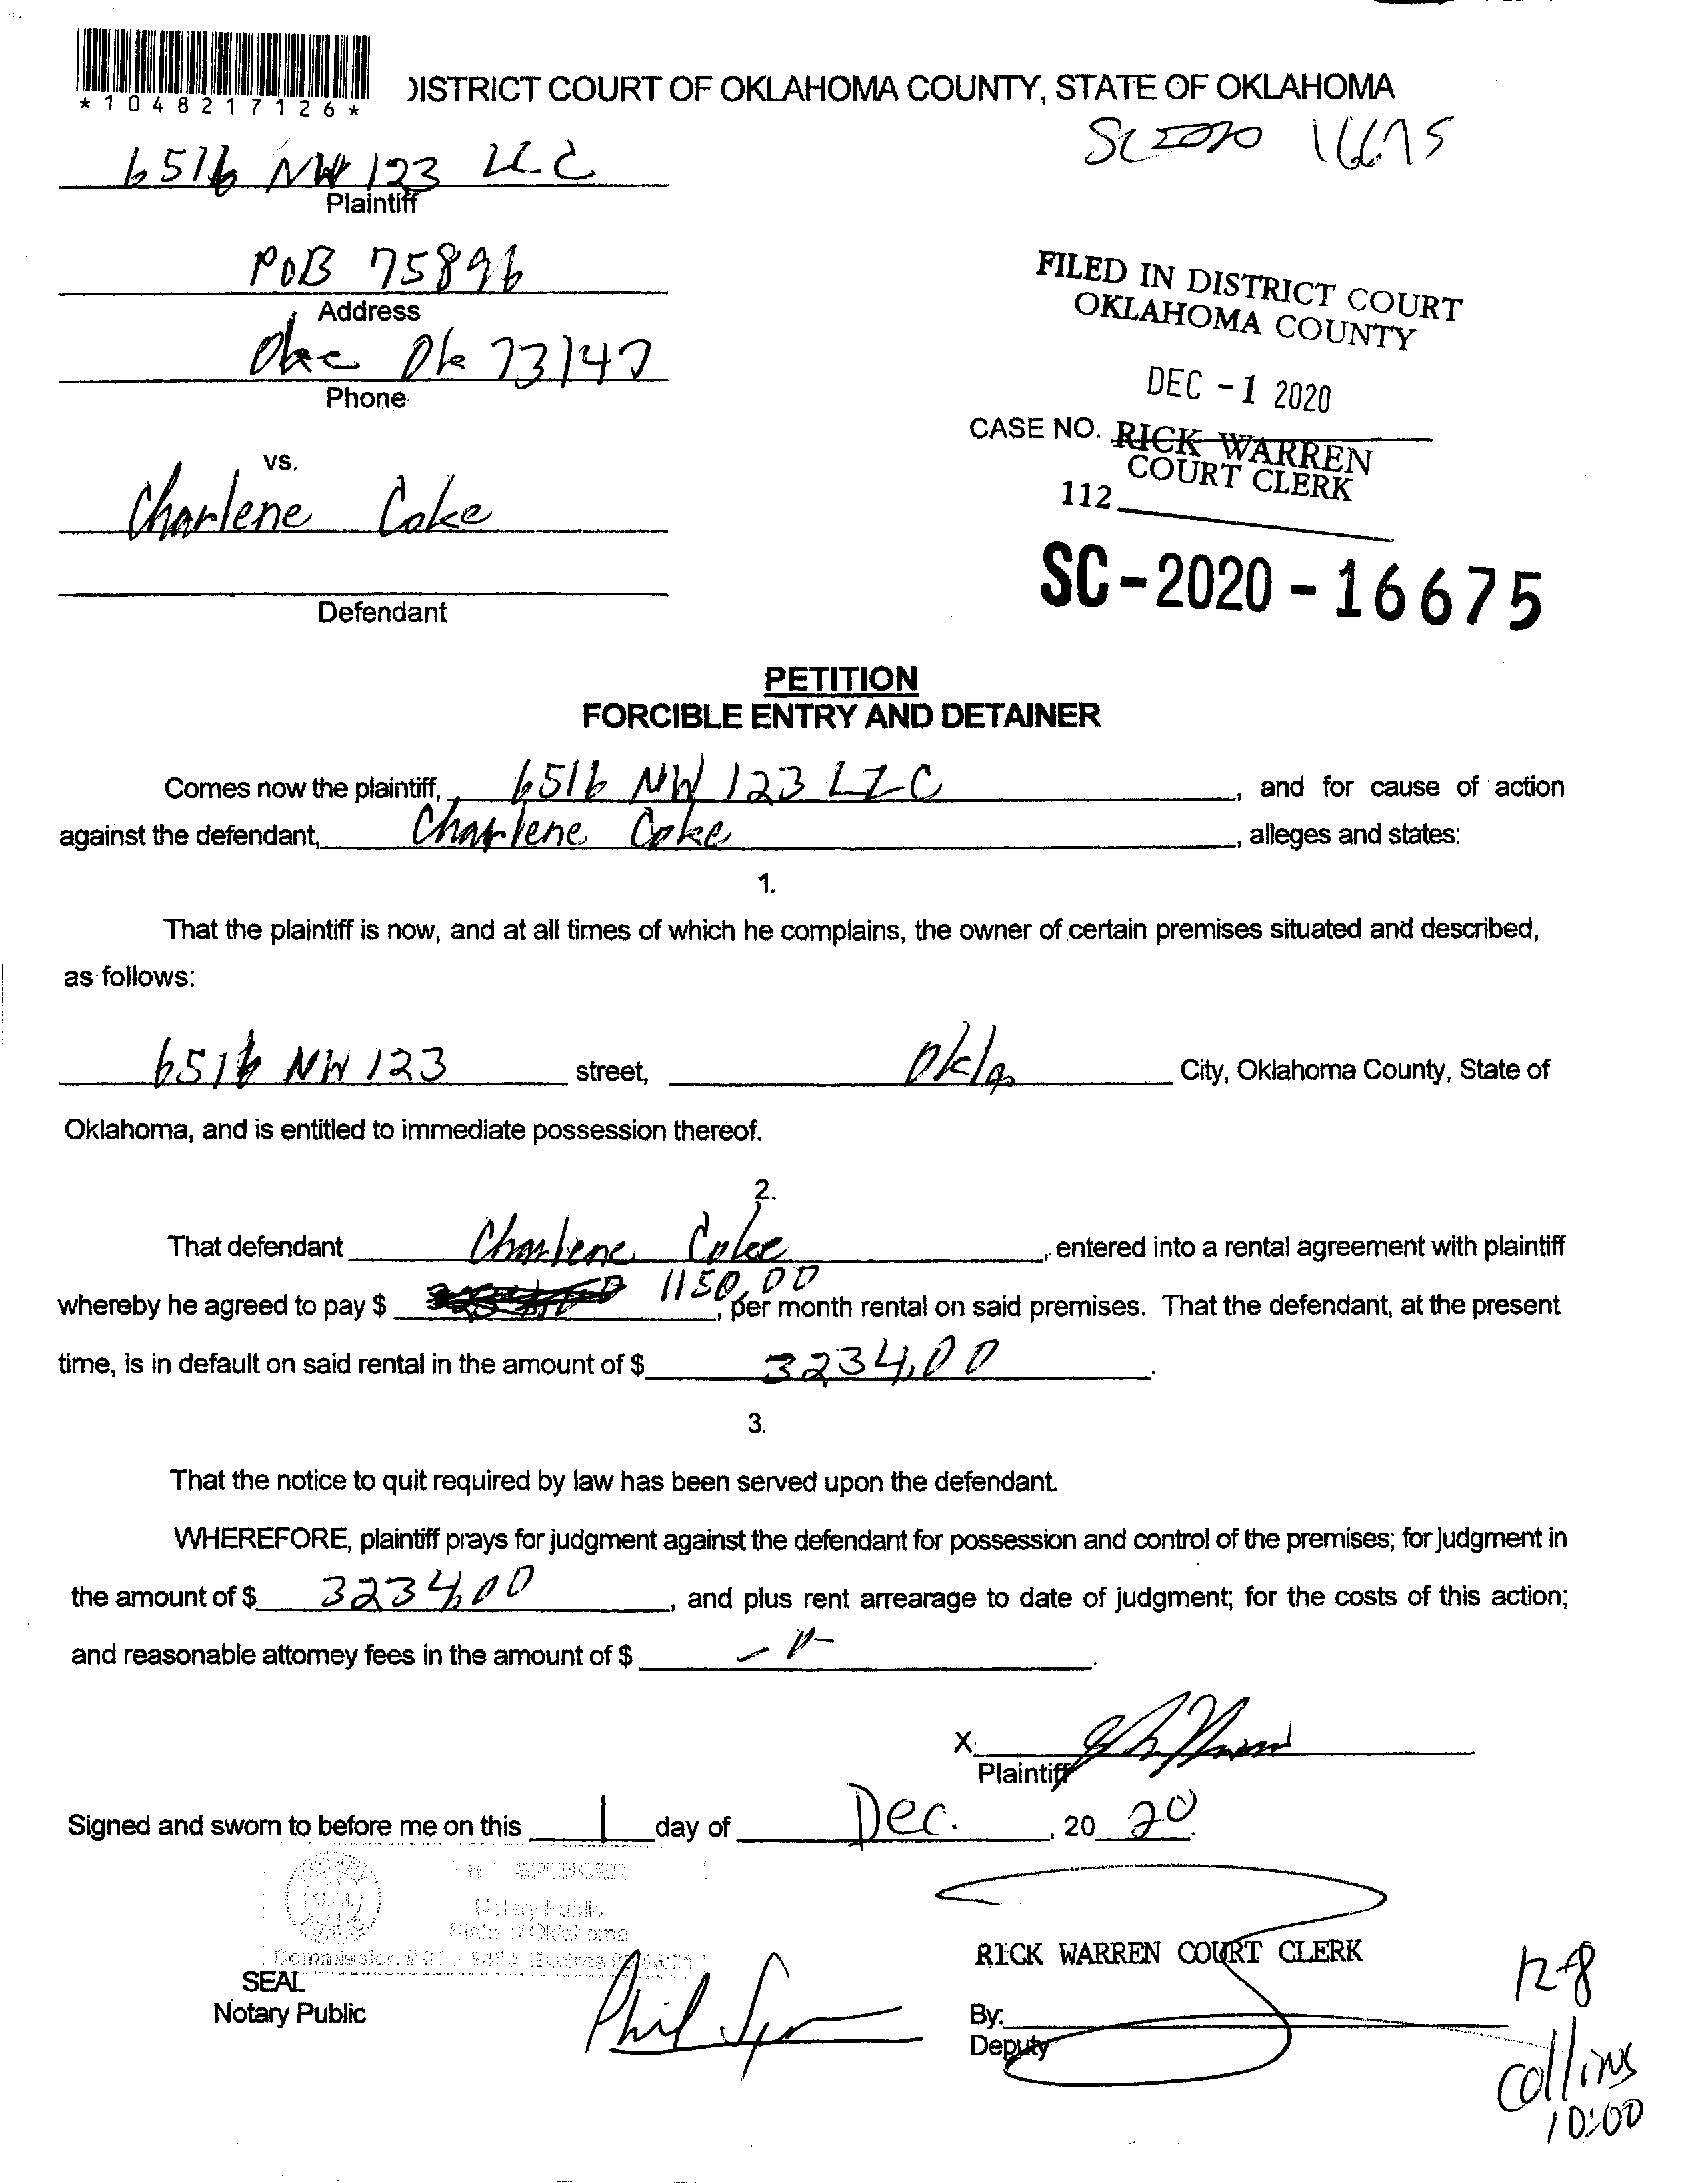 *1048217126*
DISTRICT COURT OF OKLAHOMA COUNTY, STATE OF OKLAHOMA
SC 2020 16675
6516 NW 123 LLC
Plaintiff
POB 75896
Address
Okc Ok 73147
Phone
FILED IN DISTRICT COURT
OKLAHOMA COUNTY
DEC - 1 2020
CASE NO.
RICK WARREN
COURT CLERK
112
vs.
Charlene Coke
Defendant
SC-2020-16675
PETITION
FORCIBLE ENTRY AND DETAINER
Comes now the plaintiff, 6516 NW 123 LLC, and for cause of action
against the defendant, Charlene Coke, alleges and states:
1.
That the plaintiff is now, and at all times of which he complains, the owner of certain premises situated and described,
as follows:
6516 NW 123 street, Okla City, Oklahoma County, State of
Oklahoma, and is entitled to immediate possession thereof.
2.
That defendant Charlene Coke, entered into a rental agreement with plaintiff
whereby he agreed to pay $ 1150.00, per month rental on said premises. That the defendant, at the present
time, is in default on said rental in the amount of $ 3234.00.
3.
That the notice to quit required by law has been served upon the defendant.
WHEREFORE, plaintiff prays for judgment against the defendant for possession and control of the premises; for judgment in
the amount of $ 3234.00, and plus rent arrearage to date of judgment; for the costs of this action;
and reasonable attorney fees in the amount of $ -0-.
X
Plaintiff
Signed and sworn to before me on this 1 day of Dec., 20 20.
Notary Public
State of Oklahoma
SEAL
Notary Public
RICK WARREN COURT CLERK
By:
Deputy
12-8
Collins
10:00